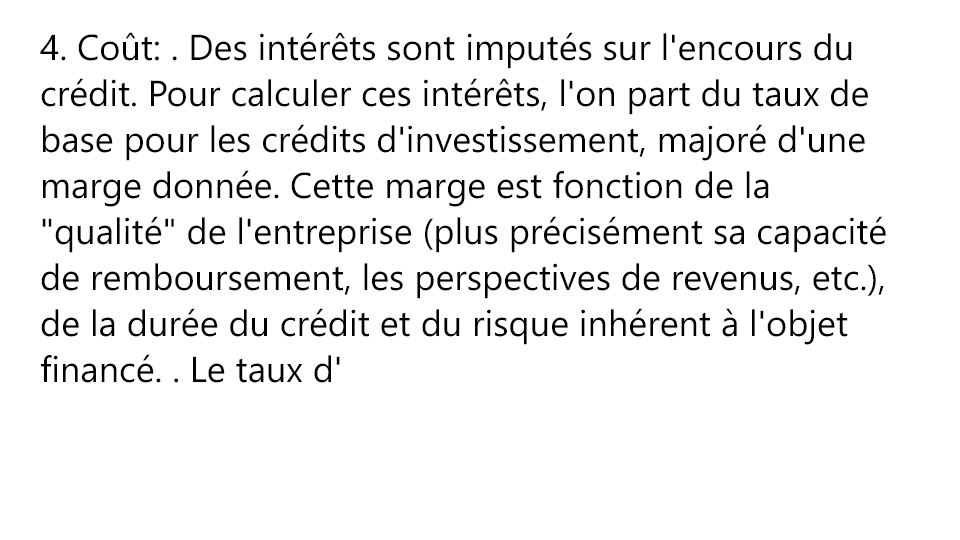 4. Coût: . Des intérêts sont imputés sur l'encours du
crédit. Pour calculer ces intérêts, l'on part du taux de
base pour les crédits d'investissement, majoré d'une
marge donnée. Cette marge est fonction de la
"qualité" de l'entreprise (plus précisément sa capacité
de remboursement, les perspectives de revenus, etc.),
de la durée du crédit et du risque inhérent à l'objet
financé. . Le taux d'